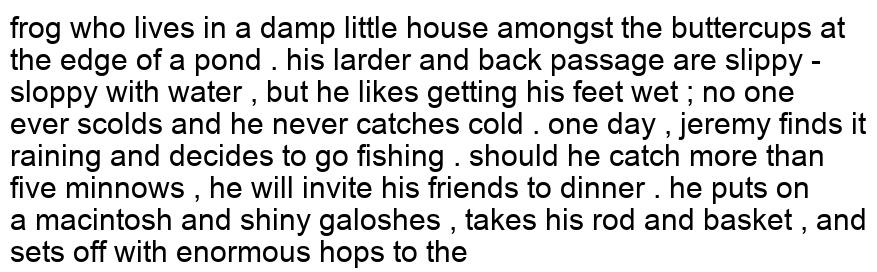 frog who lives in a damp little house amongst the buttercups at
the edge of a pond . his larder and back passage are slippy -
sloppy with water , but he likes getting his feet wet ; no one
ever scolds and he never catches cold . one day , jeremy finds it
raining and decides to go fishing . should he catch more than
five minnows , he will invite his friends to dinner . he puts on
a macintosh and shiny galoshes , takes his rod and basket , and
sets off with enormous hops to the